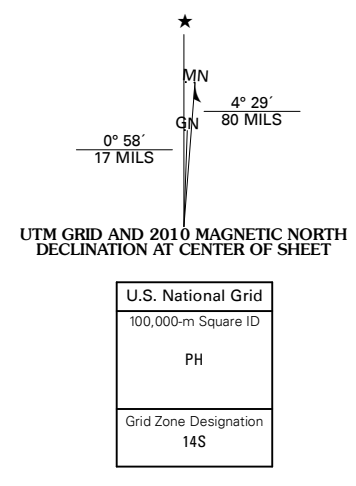 ★
MN
4° 29´
80 MILS
GN
0° 58´
17 MILS
UTM GRID AND 2010 MAGNETIC NORTH
DECLINATION AT CENTER OF SHEET
U.S. National Grid
100,000-m Square ID
PH
Grid Zone Designation
14S